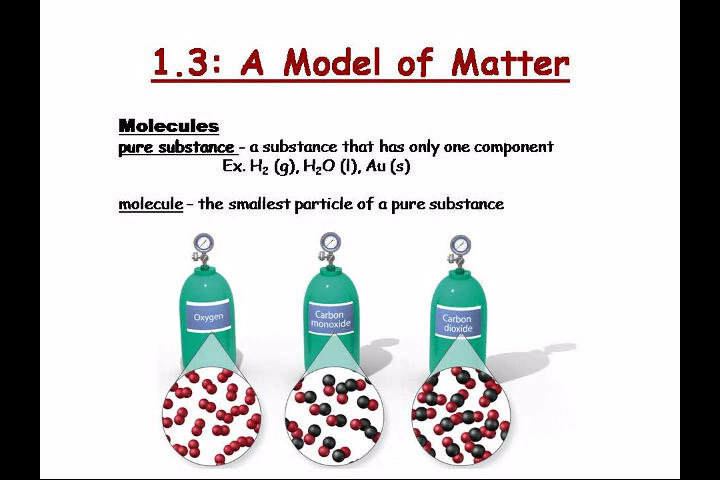 1.3: A Model of Matter
Molecules
pure substance - a substance that has only one component
Ex. H₂ (g), H₂O (l), Au (s)
molecule - the smallest particle of a pure substance
Oxygen
Carbon
monoxide
Carbon
dioxide